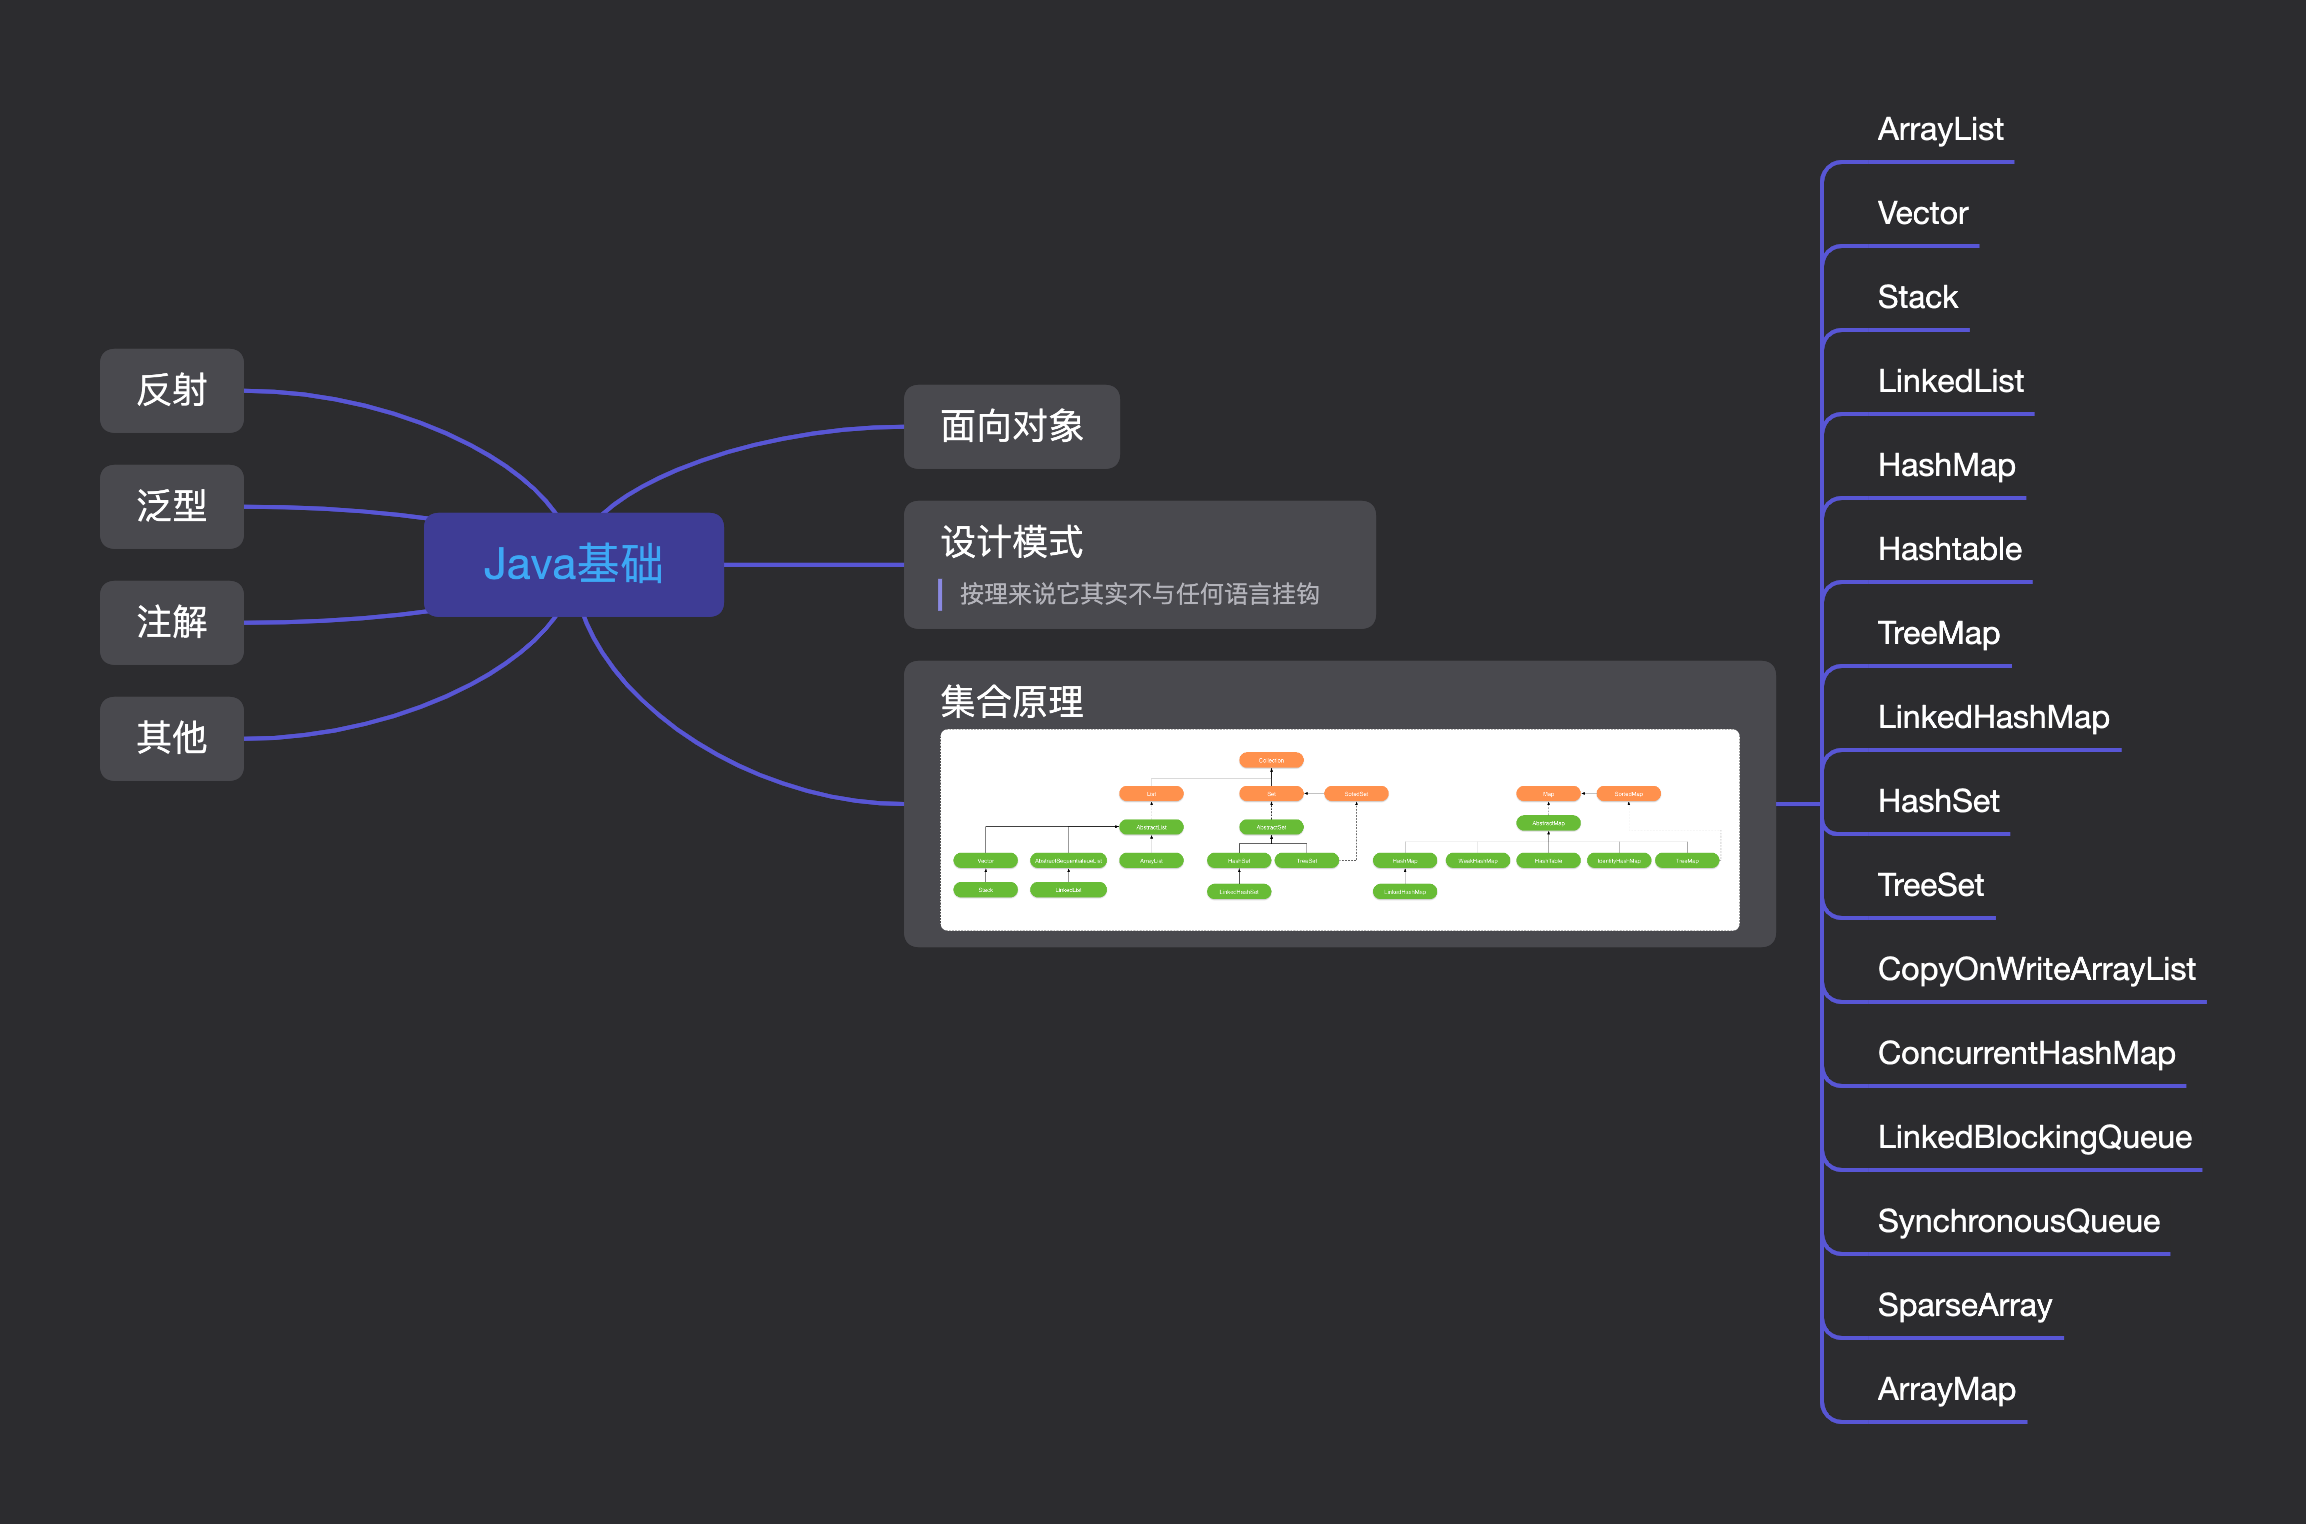 Java基础
反射
泛型
注解
其他
面向对象
设计模式
按理来说它其实不与任何语言挂钩
集合原理
Collection
List
Set
Map
SortedMap
AbstractList
AbstractSet
AbstractMap
Vector
ArrayList
HashSet
TreeSet
HashMap
WeakHashMap
HashTable
TreeMap
Stack
LinkedList
LinkedHashSet
LinkedHashMap
ArrayList
Vector
Stack
LinkedList
HashMap
Hashtable
TreeMap
LinkedHashMap
HashSet
TreeSet
CopyOnWriteArrayList
ConcurrentHashMap
LinkedBlockingQueue
SynchronousQueue
SparseArray
ArrayMap